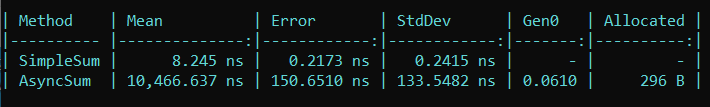 | Method | Mean | Error | StdDev | Gen0 | Allocated |
|---------- |--------------:|------------:|------------:|-------:|----------:|
| SimpleSum | 8.245 ns | 0.2173 ns | 0.2415 ns | - | - |
| AsyncSum | 10,466.637 ns | 150.6510 ns | 133.5482 ns | 0.0610 | 296 B |